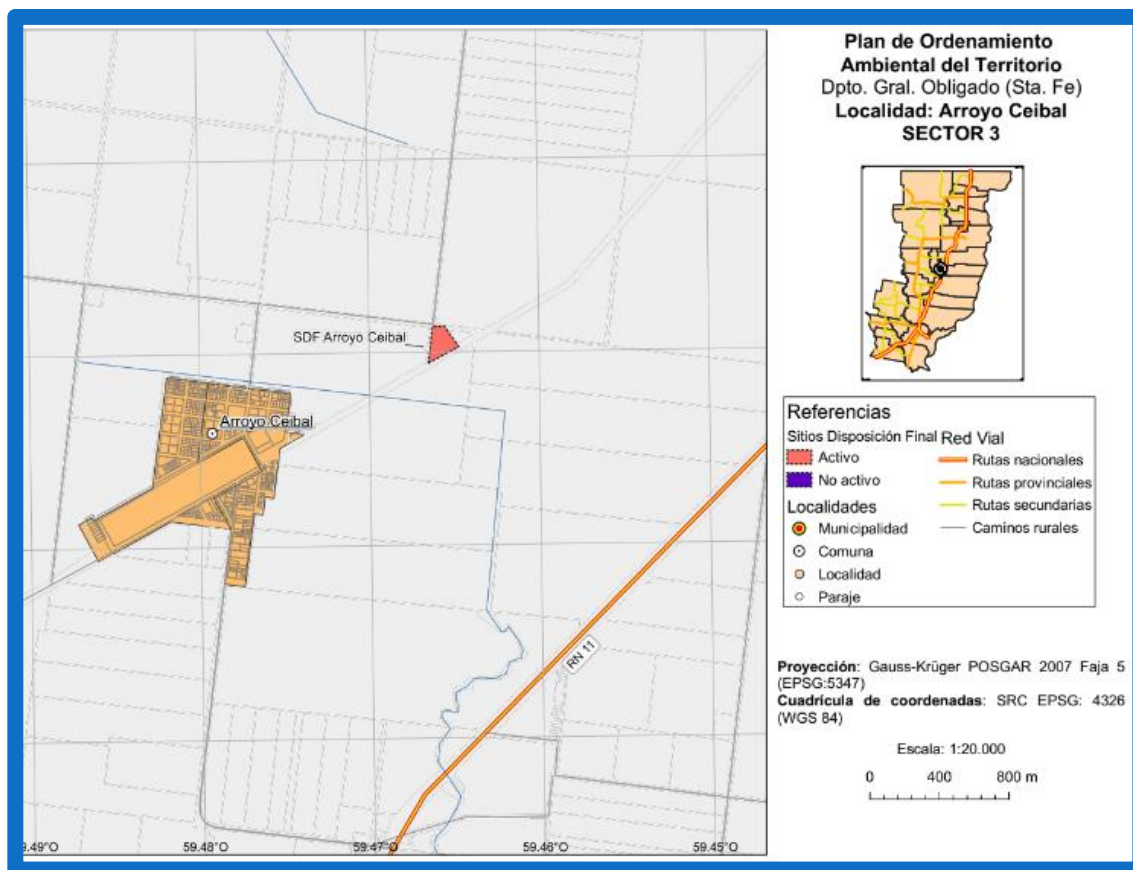 Plan de Ordenamiento
Ambiental del Territorio
Dpto. Gral. Obligado (Sta. Fe)
Localidad: Arroyo Ceibal
SECTOR 3
SDF Arroyo Ceibal
Arroyo Ceibal
RN 11
59.49°O
59.48°O
59.47°O
59.46°O
59.45°O
Referencias
Sitios Disposición Final
Activo
No activo
Localidades
Municipalidad
Comuna
Localidad
Paraje
Red Vial
Rutas nacionales
Rutas provinciales
Rutas secundarias
Caminos rurales
Proyección: Gauss-Krüger POSGAR 2007 Faja 5
(EPSG:5347)
Cuadrícula de coordenadas: SRC EPSG: 4326
(WGS 84)
Escala: 1:20.000
0 400 800 m